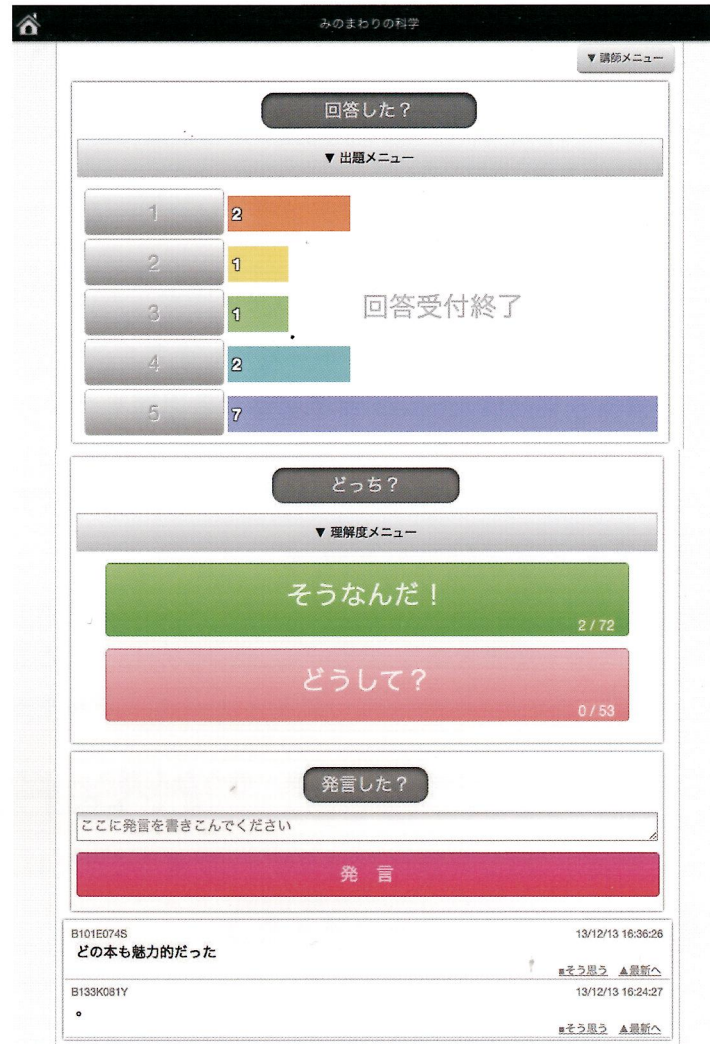 みのまわりの科学
▼ 講師メニュー
回答した？
▼ 出題メニュー
1
2
2
1
3
1
回答受付終了
4
2
5
7
どっち？
▼ 理解度メニュー
そうなんだ！
2 / 72
どうして？
0 / 53
発言した？
ここに発言を書きこんでください
発 言
B101E074S 13/12/13 16:36:26
どの本も魅力的だった
■そう思う ▲最新へ
B133K081Y 13/12/13 16:24:27
。
■そう思う ▲最新へ